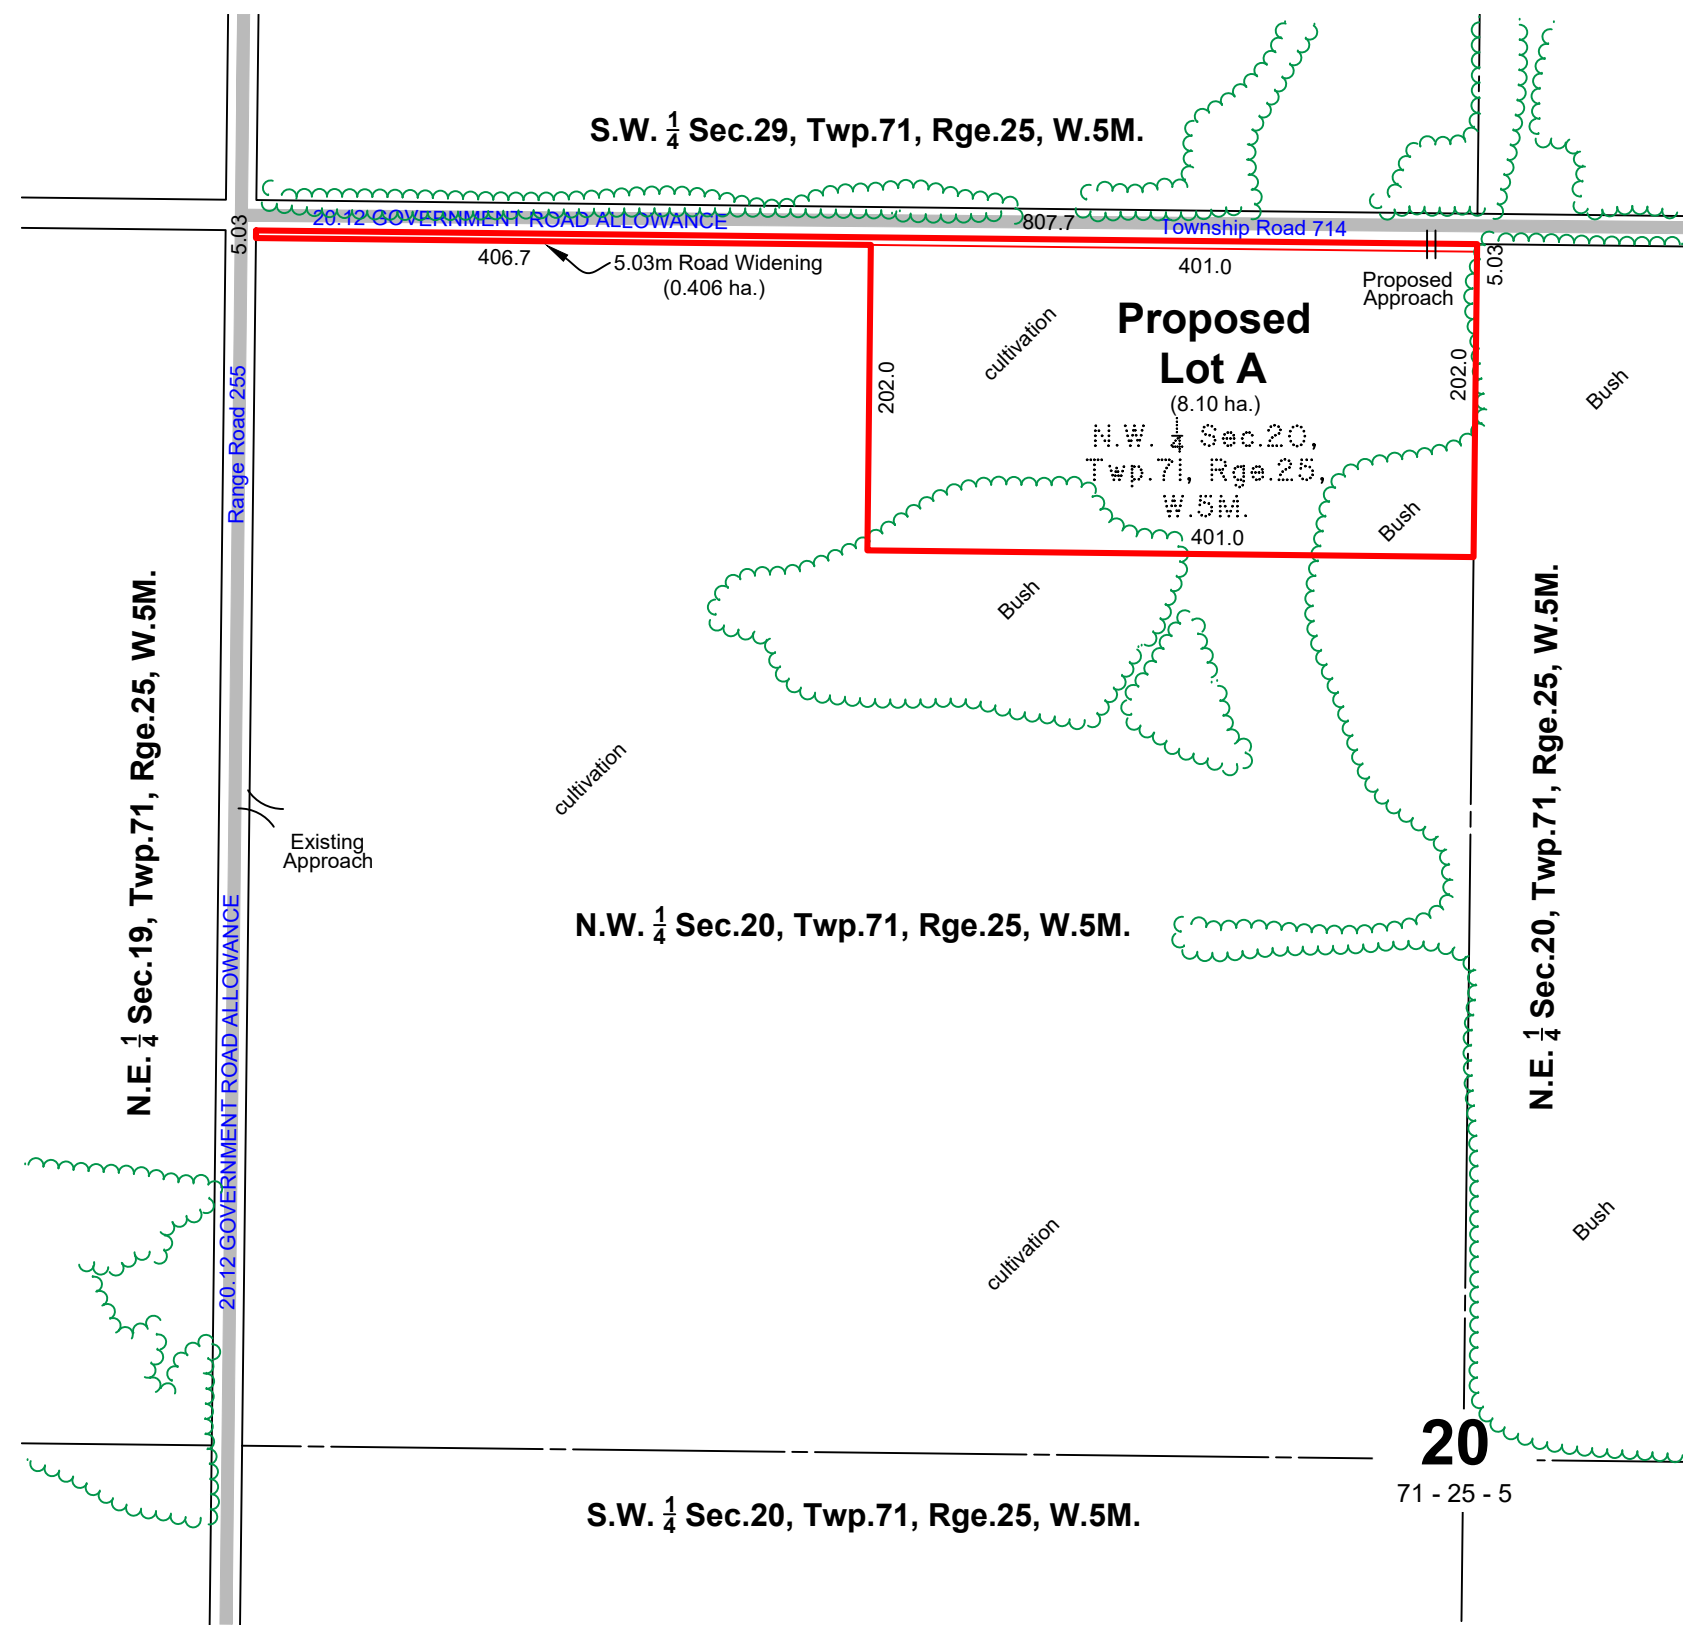 S.W. 1/4 Sec.29, Twp.71, Rge.25, W.5M.
20.12 GOVERNMENT ROAD ALLOWANCE
807.7
Township Road 714
5.03
406.7
5.03m Road Widening
(0.406 ha.)
401.0
5.03
Proposed
Approach
Proposed
Lot A
(8.10 ha.)
N.W. 1/4 Sec.20,
Twp.71, Rge.25,
W.5M.
401.0
202.0
202.0
cultivation
Bush
Bush
Bush
Range Road 255
N.E. 1/4 Sec.19, Twp.71, Rge.25, W.5M.
N.E. 1/4 Sec.20, Twp.71, Rge.25, W.5M.
cultivation
Existing
Approach
20.12 GOVERNMENT ROAD ALLOWANCE
N.W. 1/4 Sec.20, Twp.71, Rge.25, W.5M.
cultivation
Bush
20
71 - 25 - 5
S.W. 1/4 Sec.20, Twp.71, Rge.25, W.5M.